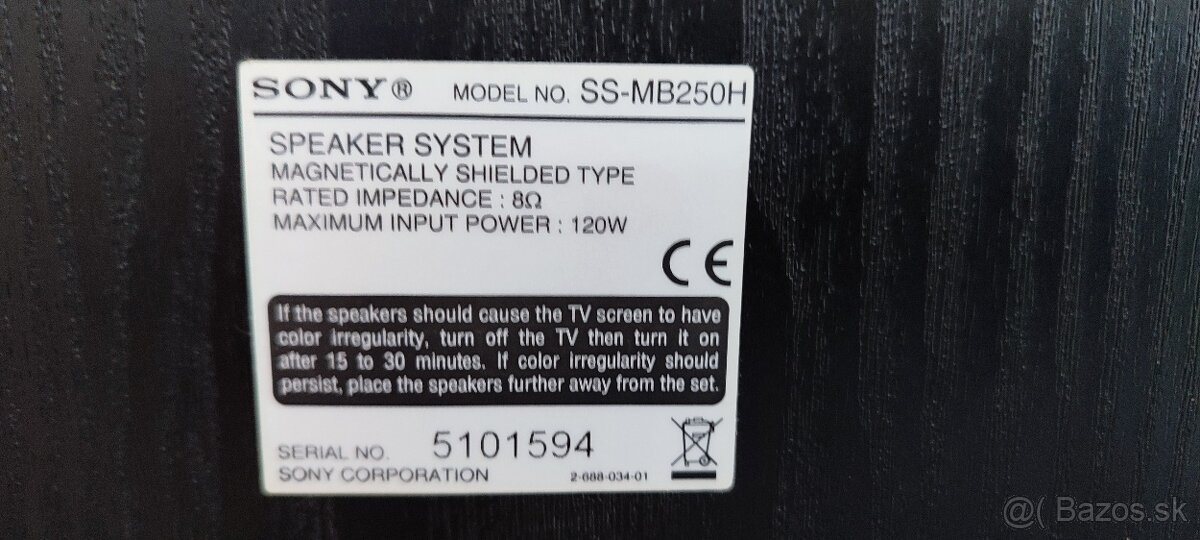 SONY® MODEL NO. SS-MB250H
SPEAKER SYSTEM
MAGNETICALLY SHIELDED TYPE
RATED IMPEDANCE : 8Ω
MAXIMUM INPUT POWER : 120W
CE
If the speakers should cause the TV screen to have
color irregularity, turn off the TV then turn it on
after 15 to 30 minutes. If color irregularity should
persist, place the speakers further away from the set.
SERIAL NO. 5101594
SONY CORPORATION 2-688-034-01
@( Bazos.sk